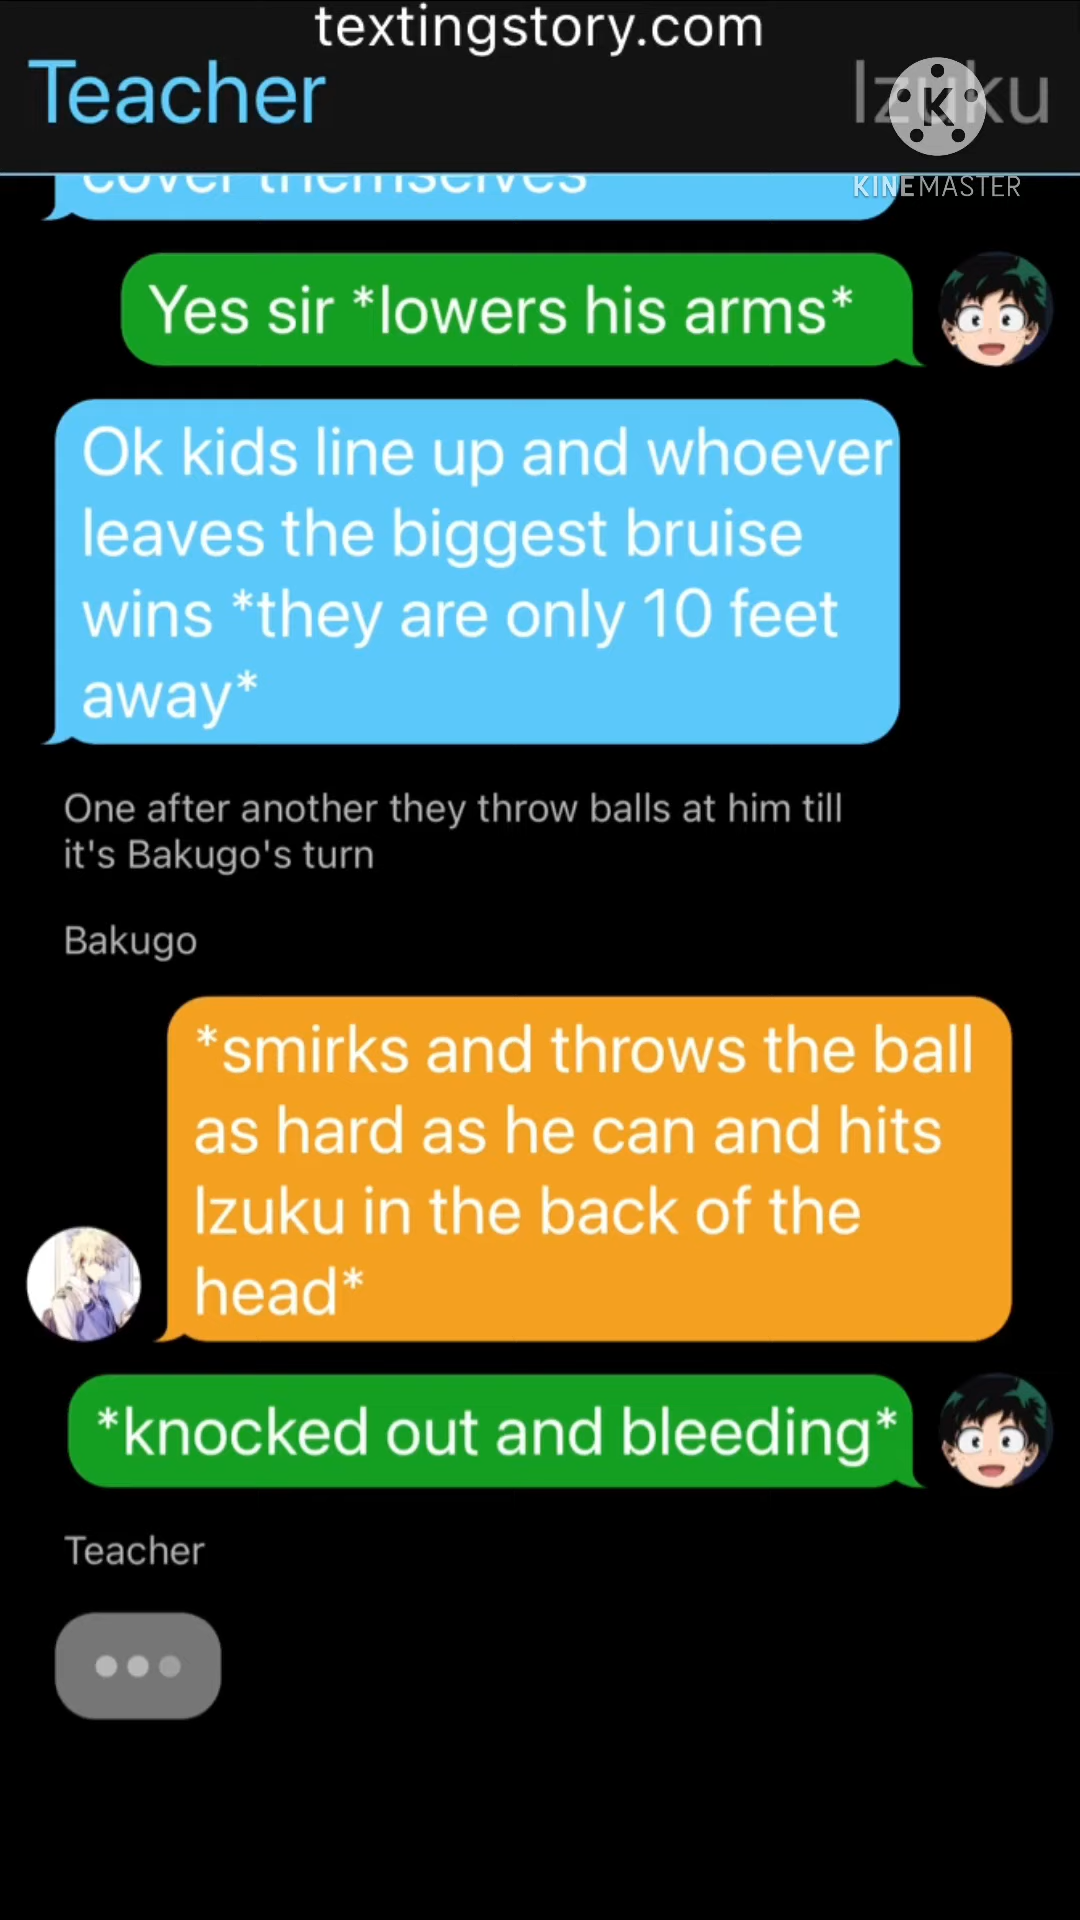 textingstory.com
Teacher
Izuku
K
KINEMASTER
cover themselves
Yes sir *lowers his arms*
Ok kids line up and whoever
leaves the biggest bruise
wins *they are only 10 feet
away*
One after another they throw balls at him till
it's Bakugo's turn
Bakugo
*smirks and throws the ball
as hard as he can and hits
Izuku in the back of the
head*
*knocked out and bleeding*
Teacher